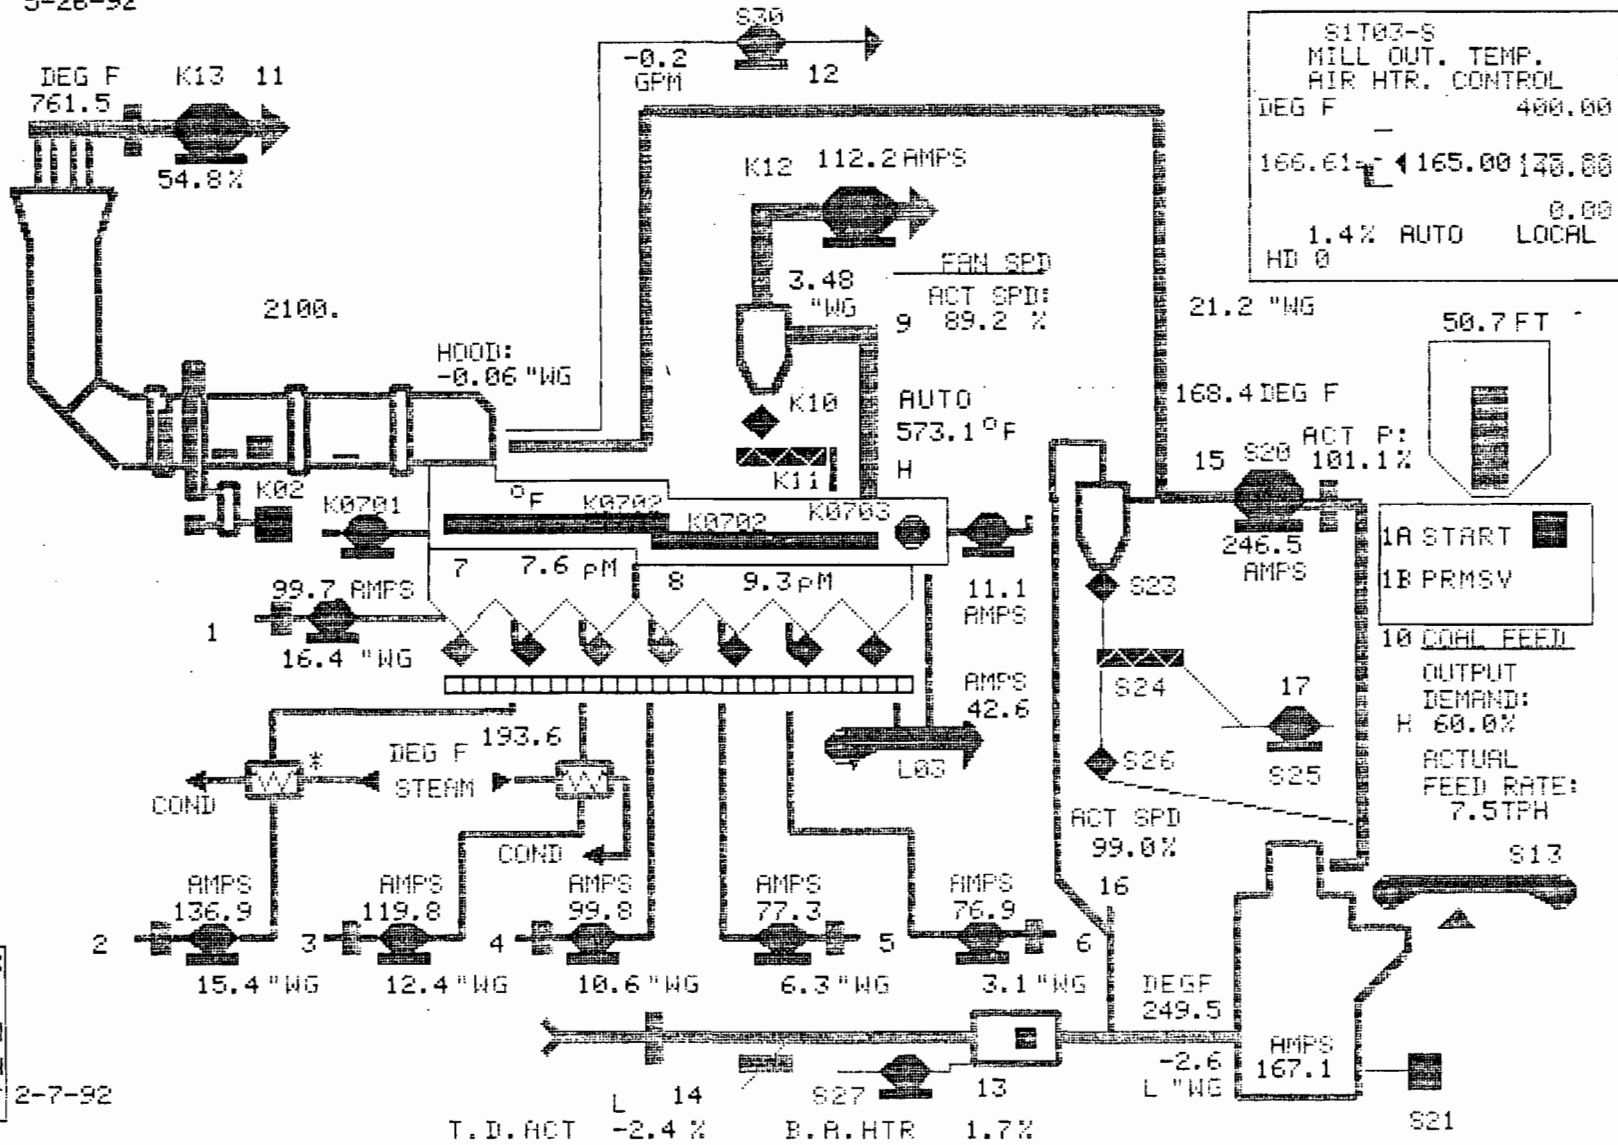 5-26-92
S30
-0.2
GPM
12
DEG F
761.5
K13
11
54.8%
S1T03-S
MILL OUT. TEMP.
AIR HTR. CONTROL
DEG F 400.00
166.61 165.00
0.00
1.4% AUTO LOCAL
HD 0
K12
112.2 AMPS
3.48
"WG
FAN SPD
ACT SPD:
9 89.2 %
2100.
HOOD:
-0.06 "WG
21.2 "WG
50.7 FT
K10
K11
AUTO
573.1°F
H
168.4 DEG F
ACT P:
101.1%
15
S20
246.5
AMPS
K02
K0701
°F
K0702
K0702
K0703
7
7.6 pM
8
9.3 pM
11.1
AMPS
S23
1A START
1B PRMSV
1
99.7 AMPS
16.4 "WG
10 COAL FEED
OUTPUT
DEMAND:
H 60.0%
ACTUAL
FEED RATE:
7.5TPH
S24
17
S25
S26
AMPS
42.6
L03
193.6
DEG F
*
STEAM
COND
COND
ACT SPD
99.0%
16
S13
2
AMPS
136.9
15.4 "WG
3
AMPS
119.8
12.4 "WG
4
AMPS
99.8
10.6 "WG
AMPS
77.3
5
6.3 "WG
AMPS
76.9
6
3.1 "WG
DEGF
249.5
-2.6
L "WG
AMPS
167.1
S21
2-7-92
14
S27
13
L
T.D.ACT -2.4 %
B.A.HTR 1.7%